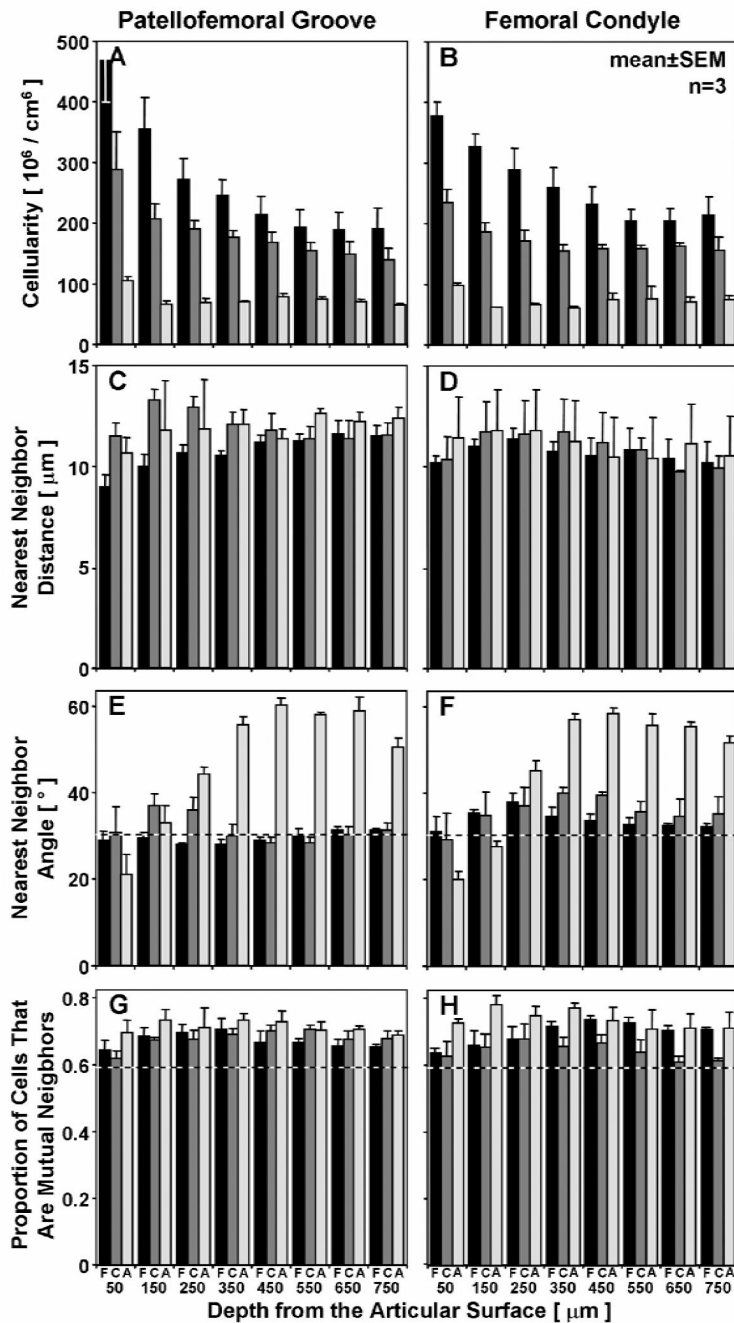 Patellofemoral Groove
Femoral Condyle
A
B
mean±SEM
n=3
Cellularity [ 10⁶ / cm⁶ ]
500
400
300
200
100
0
C
D
Nearest Neighbor
Distance [ μm ]
15
10
5
0
E
F
Nearest Neighbor
Angle [ ° ]
60
40
20
0
G
H
Proportion of Cells That
Are Mutual Neigbhors
0.8
0.6
0.4
0.2
0
F C A F C A F C A F C A F C A F C A F C A F C A
50 150 250 350 450 550 650 750
F C A F C A F C A F C A F C A F C A F C A F C A
50 150 250 350 450 550 650 750
Depth from the Articular Surface [ μm ]